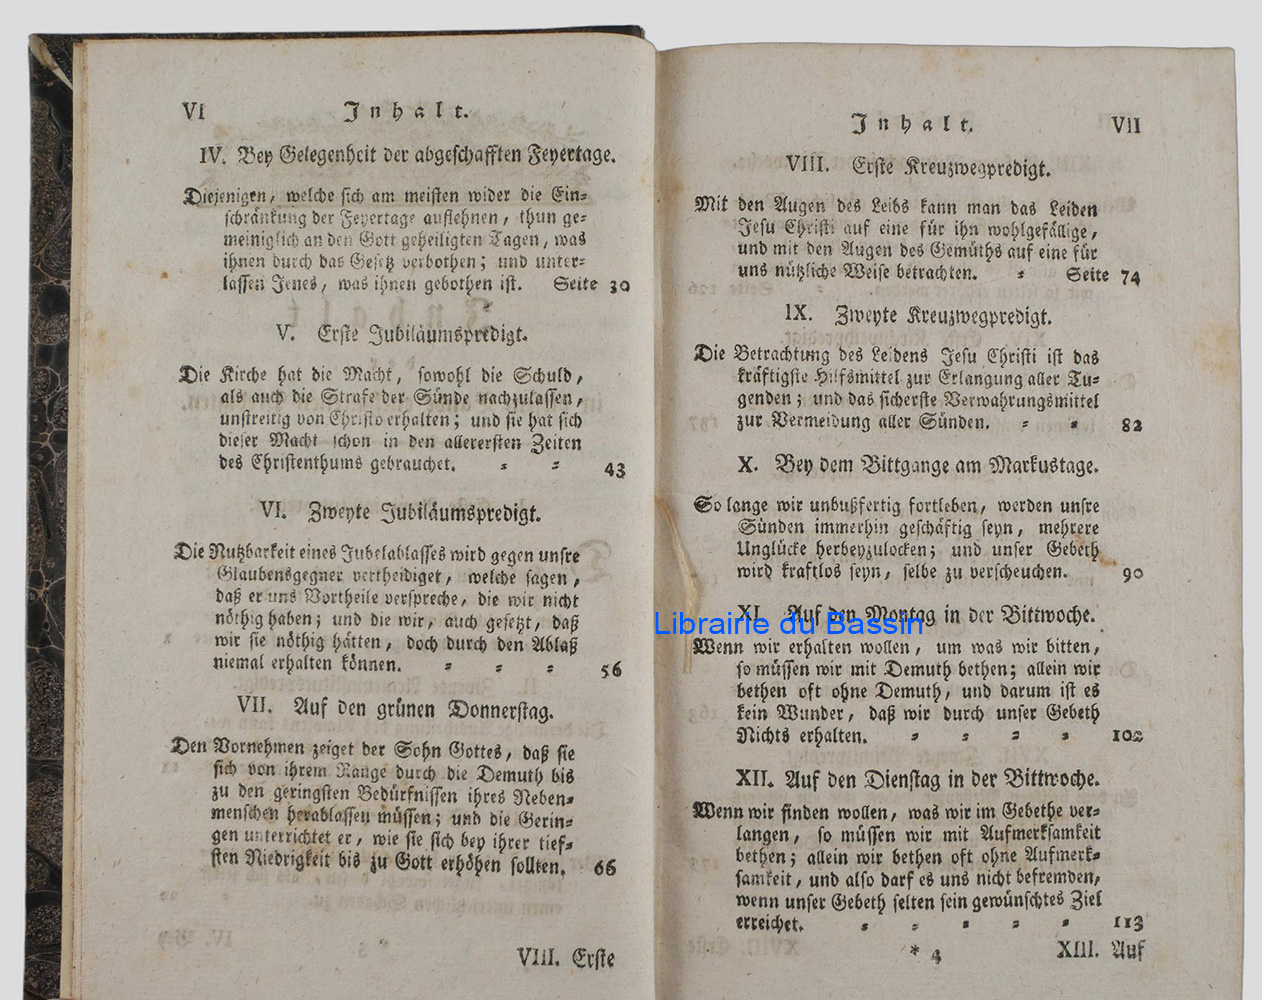 VI
Inhalt.
IV. Bey Gelegenheit der abgeschafften Feyertage.
Diejenigen, welche sich am meisten wider die Ein=
schränkung der Feyertage auflehnen, thun ge=
meiniglich an den Gott geheiligten Tagen, was
ihnen durch das Gesetz verbothen; und unter=
lassen Jenes, was ihnen gebothen ist. Seite 30
V. Erste Jubiläumspredigt.
Die Kirche hat die Macht, sowohl die Schuld,
als auch die Strafe der Sünde nachzulassen,
unstreitig von Christo erhalten; und sie hat sich
dieser Macht schon in den allerersten Zeiten
des Christenthums gebrauchet. = = 43
VI. Zweyte Jubiläumspredigt.
Die Nutzbarkeit eines Jubelablasses wird gegen unsre
Glaubensgegner vertheidiget, welche sagen,
daß er uns Vortheile verspreche, die wir nicht
nöthig haben; und die wir, auch gesetzt, daß
wir sie nöthig hätten, doch durch den Ablaß
niemal erhalten können. = = = 56
VII. Auf den grünen Donnerstag.
Den Vornehmen zeiget der Sohn Gottes, daß sie
sich von ihrem Range durch die Demuth bis
zu den geringsten Bedürfnissen ihres Neben=
menschen herablassen müssen; und die Gerin=
gen unterrichtet er, wie sie sich bey ihrer tief=
sten Niedrigkeit bis zu Gott erhöhen sollten. 66
VIII. Erste
Inhalt.
VII
VIII. Erste Kreuzwegpredigt.
Mit den Augen des Leibs kann man das Leiden
Jesu Christi auf eine für ihn wohlgefällige,
und mit den Augen des Gemüths auf eine für
uns nützliche Weise betrachten. = Seite 74
IX. Zweyte Kreuzwegpredigt.
Die Betrachtung des Leidens Jesu Christi ist das
kräftigste Hilfsmittel zur Erlangung aller Tu=
genden; und das sicherste Verwahrungsmittel
zur Vermeidung aller Sünden. = = 82
X. Bey dem Bittgange am Markustage.
So lange wir unbußfertig fortleben, werden unsre
Sünden immerhin geschäftig seyn, mehrere
Unglücke herbeyzulocken; und unser Gebeth
wird kraftlos seyn, selbe zu verscheuchen. 90
XI. Auf den Montag in der Bittwoche.
Librairie du Bassin
Wenn wir erhalten wollen, um was wir bitten,
so müssen wir mit Demuth bethen; allein wir
bethen oft ohne Demuth, und darum ist es
kein Wunder, daß wir durch unser Gebeth
Nichts erhalten. = = = = 102
XII. Auf den Dienstag in der Bittwoche.
Wenn wir finden wollen, was wir im Gebethe ver=
langen, so müssen wir mit Aufmerksamkeit
bethen; allein wir bethen oft ohne Aufmerk=
samkeit, und also darf es uns nicht befremden,
wenn unser Gebeth selten sein gewünschtes Ziel
erreichet. = = = = = 113
* 4
XIII. Auf